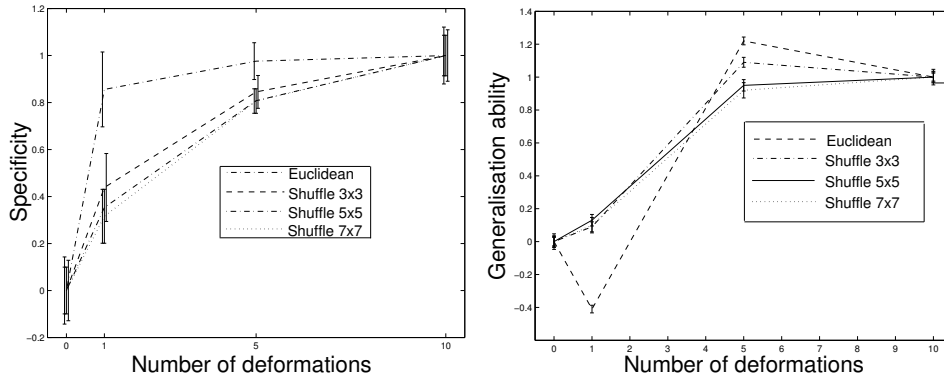 1.2
1
0.8
0.6
0.4
0.2
0
-0.2
Specificity
0 1 5 10
Number of deformations
Euclidean
Shuffle 3x3
Shuffle 5x5
Shuffle 7x7
1.4
1.2
1
0.8
0.6
0.4
0.2
0
-0.2
-0.4
Generalisation ability
0 1 2 3 4 5 6 7 8 9 10
Number of deformations
Euclidean
Shuffle 3x3
Shuffle 5x5
Shuffle 7x7